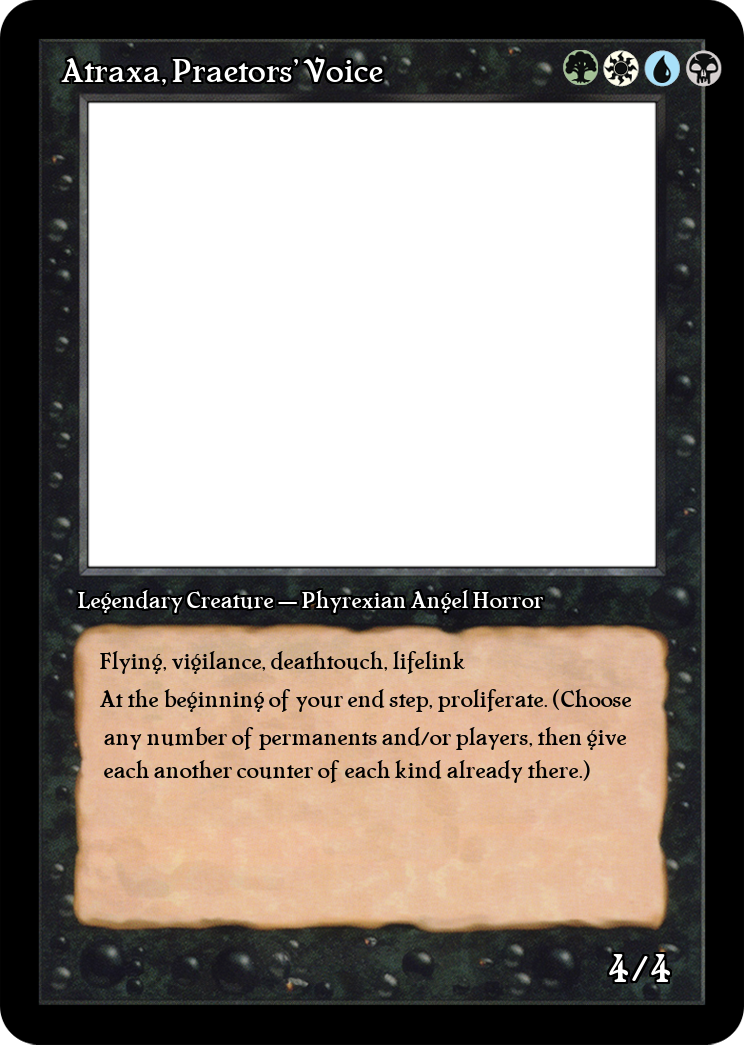 Atraxa, Praetors' Voice
Legendary Creature — Phyrexian Angel Horror
Flying, vigilance, deathtouch, lifelink
At the beginning of your end step, proliferate. (Choose
any number of permanents and/or players, then give
each another counter of each kind already there.)
4/4